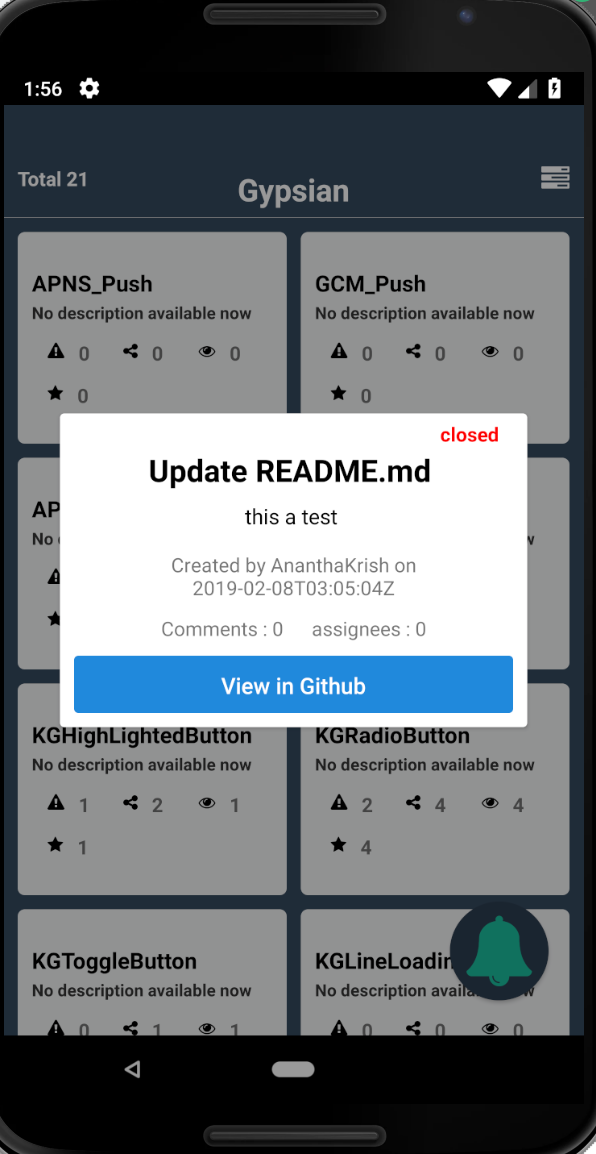 1:56
Total 21
Gypsian
APNS_Push
No description available now
0 0 0
0
GCM_Push
No description available now
0 0 0
0
AP
No
w
closed
Update README.md
this a test
Created by AnanthaKrish on
2019-02-08T03:05:04Z
Comments : 0 assignees : 0
View in Github
KGHighLightedButton
No description available now
1 2 1
1
KGRadioButton
No description available now
2 4 4
4
KGToggleButton
No description available now
0 1 1
KGLineLoadin
No description availa w
0 0 0